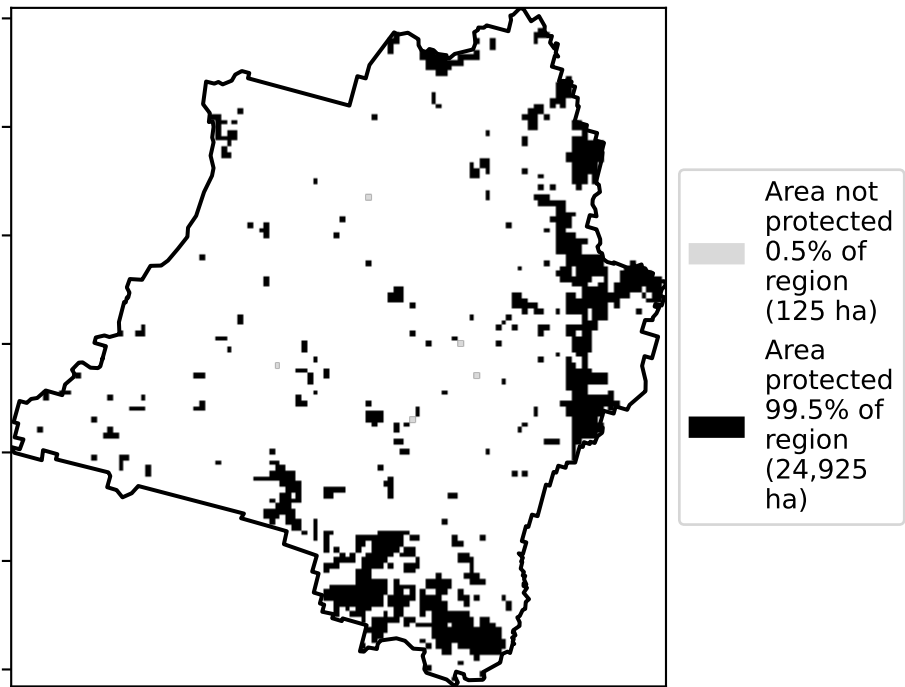 Area not
protected
0.5% of
region
(125 ha)
Area
protected
99.5% of
region
(24,925
ha)